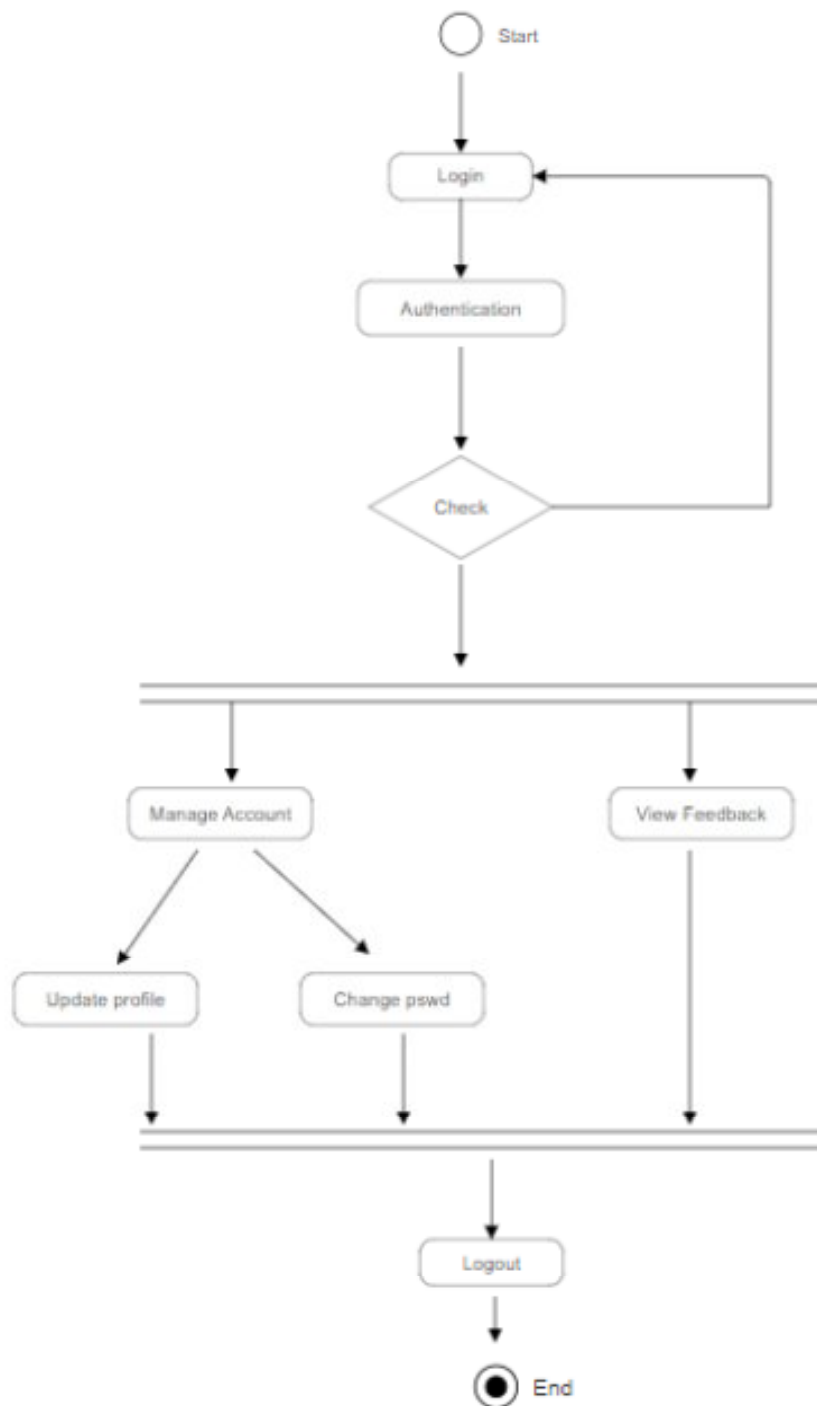 Start
Login
Authentication
Check
Manage Account
View Feedback
Update profile
Change pswd
Logout
End